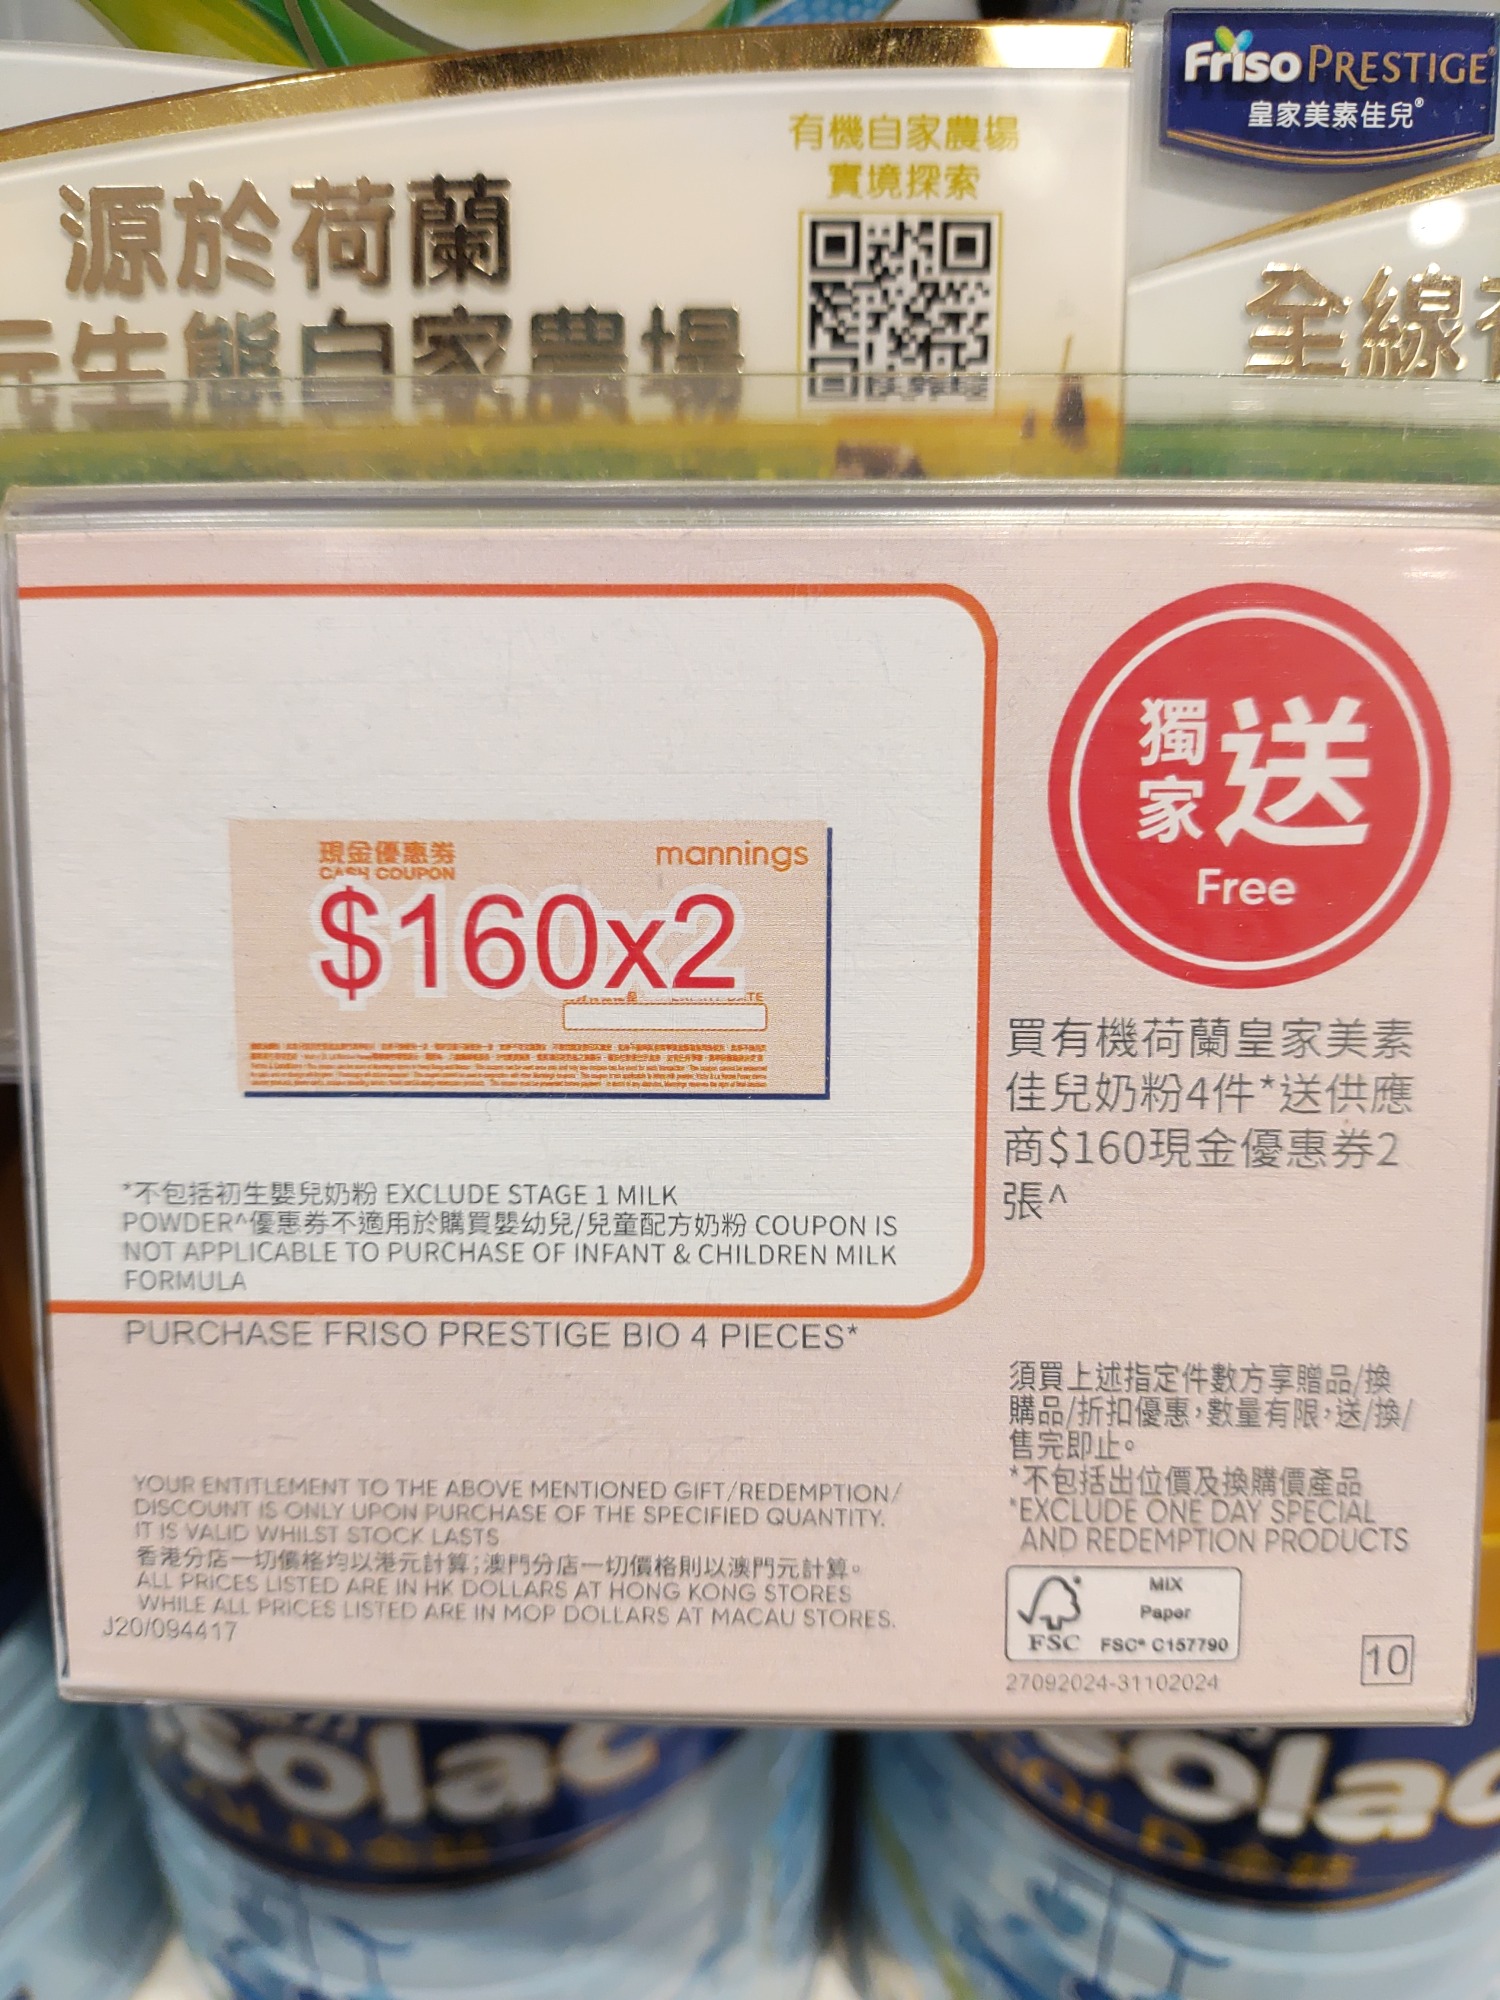 Friso PRESTIGE®
皇家美素佳兒®
有機自家農場
實境探索
源於荷蘭
生態自家農場
全線
獨家送
Free
現金優惠券
CASH COUPON
mannings
$160x2
買有機荷蘭皇家美素
佳兒奶粉4件*送供應
商$160現金優惠券2
張^
*不包括初生嬰兒奶粉 EXCLUDE STAGE 1 MILK
POWDER^優惠券不適用於購買嬰幼兒/兒童配方奶粉 COUPON IS
NOT APPLICABLE TO PURCHASE OF INFANT & CHILDREN MILK
FORMULA
PURCHASE FRISO PRESTIGE BIO 4 PIECES*
須買上述指定件數方享贈品/換
購品/折扣優惠,數量有限,送/換/
售完即止。
*不包括出位價及換購價產品
*EXCLUDE ONE DAY SPECIAL
AND REDEMPTION PRODUCTS
YOUR ENTITLEMENT TO THE ABOVE MENTIONED GIFT/REDEMPTION/
DISCOUNT IS ONLY UPON PURCHASE OF THE SPECIFIED QUANTITY.
IT IS VALID WHILST STOCK LASTS
香港分店一切價格均以港元計算;澳門分店一切價格則以澳門元計算。
ALL PRICES LISTED ARE IN HK DOLLARS AT HONG KONG STORES
WHILE ALL PRICES LISTED ARE IN MOP DOLLARS AT MACAU STORES.
J20/094417
FSC
MIX
Paper
FSC® C157790
27092024-31102024
10